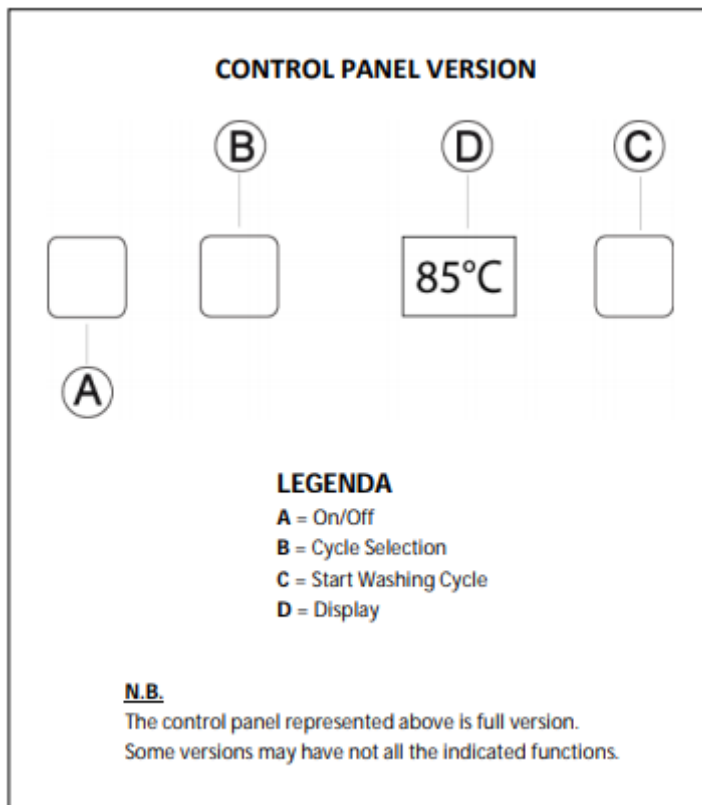 CONTROL PANEL VERSION
B
D
C
85°C
A
LEGENDA
A = On/Off
B = Cycle Selection
C = Start Washing Cycle
D = Display
N.B.
The control panel represented above is full version.
Some versions may have not all the indicated functions.